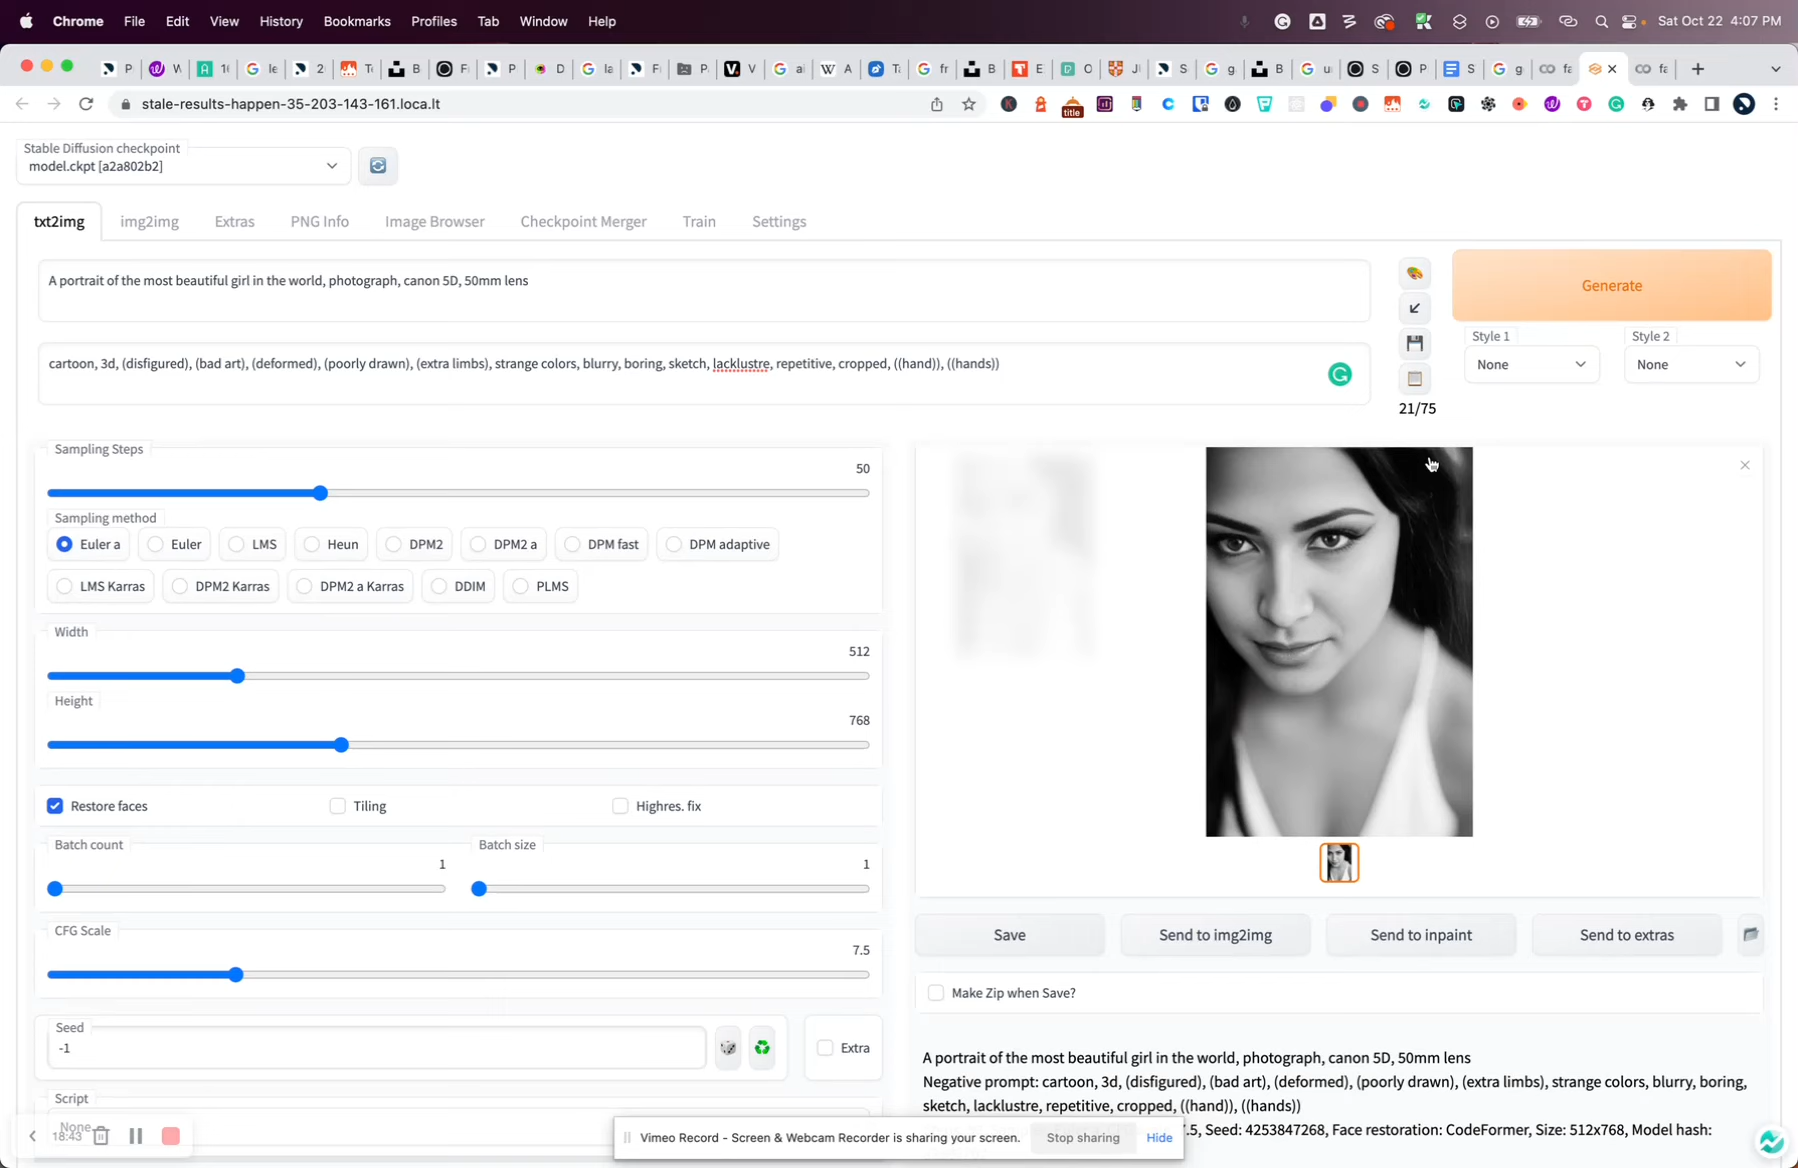 Chrome File Edit View History Bookmarks Profiles Tab Window Help Sat Oct 22 4:07 PM
stale-results-happen-35-203-143-161.loca.lt
title
Stable Diffusion checkpoint
model.ckpt [a2a802b2]
txt2img img2img Extras PNG Info Image Browser Checkpoint Merger Train Settings
A portrait of the most beautiful girl in the world, photograph, canon 5D, 50mm lens
Generate
cartoon, 3d, (disfigured), (bad art), (deformed), (poorly drawn), (extra limbs), strange colors, blurry, boring, sketch, lacklustre, repetitive, cropped, ((hand)), ((hands))
Style 1 Style 2
None None
21/75
Sampling Steps
50
Sampling method
Euler a Euler LMS Heun DPM2 DPM2 a DPM fast DPM adaptive
LMS Karras DPM2 Karras DPM2 a Karras DDIM PLMS
Width
512
Height
768
Restore faces Tiling Highres. fix
Batch count Batch size
1 1
CFG Scale
7.5
Seed
-1
Extra
Script
None
18:43
Save Send to img2img Send to inpaint Send to extras
Make Zip when Save?
A portrait of the most beautiful girl in the world, photograph, canon 5D, 50mm lens
Negative prompt: cartoon, 3d, (disfigured), (bad art), (deformed), (poorly drawn), (extra limbs), strange colors, blurry, boring,
sketch, lacklustre, repetitive, cropped, ((hand)), ((hands))
7.5, Seed: 4253847268, Face restoration: CodeFormer, Size: 512x768, Model hash:
Vimeo Record - Screen & Webcam Recorder is sharing your screen. Stop sharing Hide